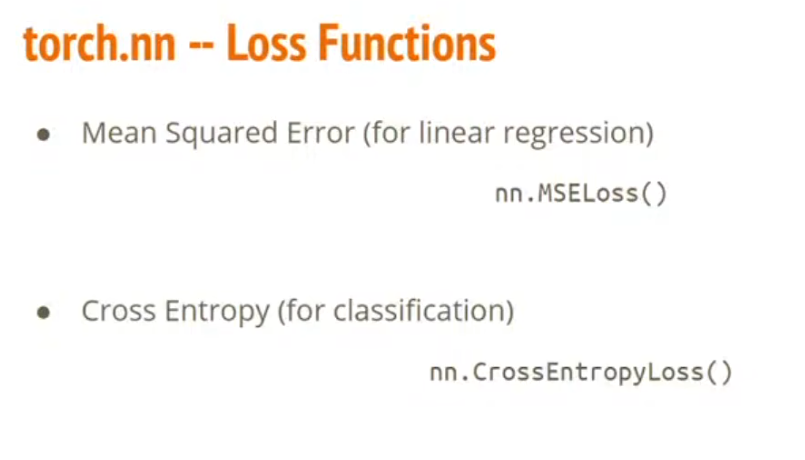 torch.nn -- Loss Functions
● Mean Squared Error (for linear regression)
nn.MSELoss()
● Cross Entropy (for classification)
nn.CrossEntropyLoss()